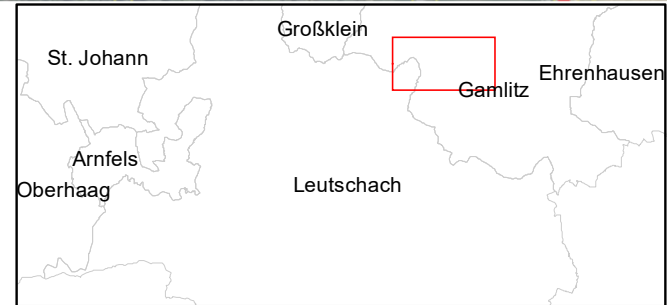 Großklein
St. Johann
Ehrenhausen
Gamlitz
Arnfels
Leutschach
Oberhaag